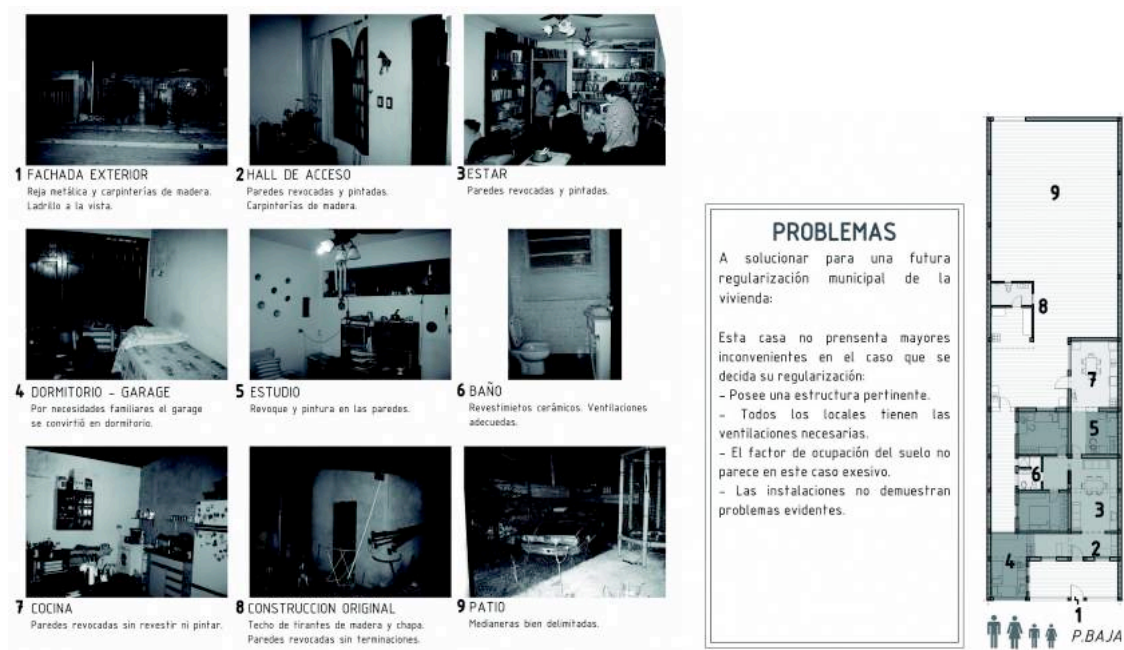 1 FACHADA EXTERIOR
Reja metálica y carpinterías de madera.
Ladrillo a la vista.
2 HALL DE ACCESO
Paredes revocadas y pintadas.
Carpinterías de madera.
3 ESTAR
Paredes revocadas y pintadas.
4 DORMITORIO - GARAGE
Por necesidades familiares el garage
se convirtió en dormitorio.
5 ESTUDIO
Revoque y pintura en las paredes.
6 BAÑO
Revestimietos cerámicos. Ventilaciones
adecuedas.
7 COCINA
Paredes revocadas sin revestir ni pintar.
8 CONSTRUCCION ORIGINAL
Techo de tirantes de madera y chapa.
Paredes revocadas sin terminaciones.
9 PATIO
Medianeras bien delimitadas.
PROBLEMAS
A solucionar para una futura
regularización municipal de la
vivienda:
Esta casa no prensenta mayores
inconvenientes en el caso que se
decida su regularización:
- Posee una estructura pertinente.
- Todos los locales tienen las
ventilaciones necesarias.
- El factor de ocupación del suelo no
parece en este caso exesivo.
- Las instalaciones no demuestran
problemas evidentes.
9
8
7
5
6
3
2
4
1
P.BAJA